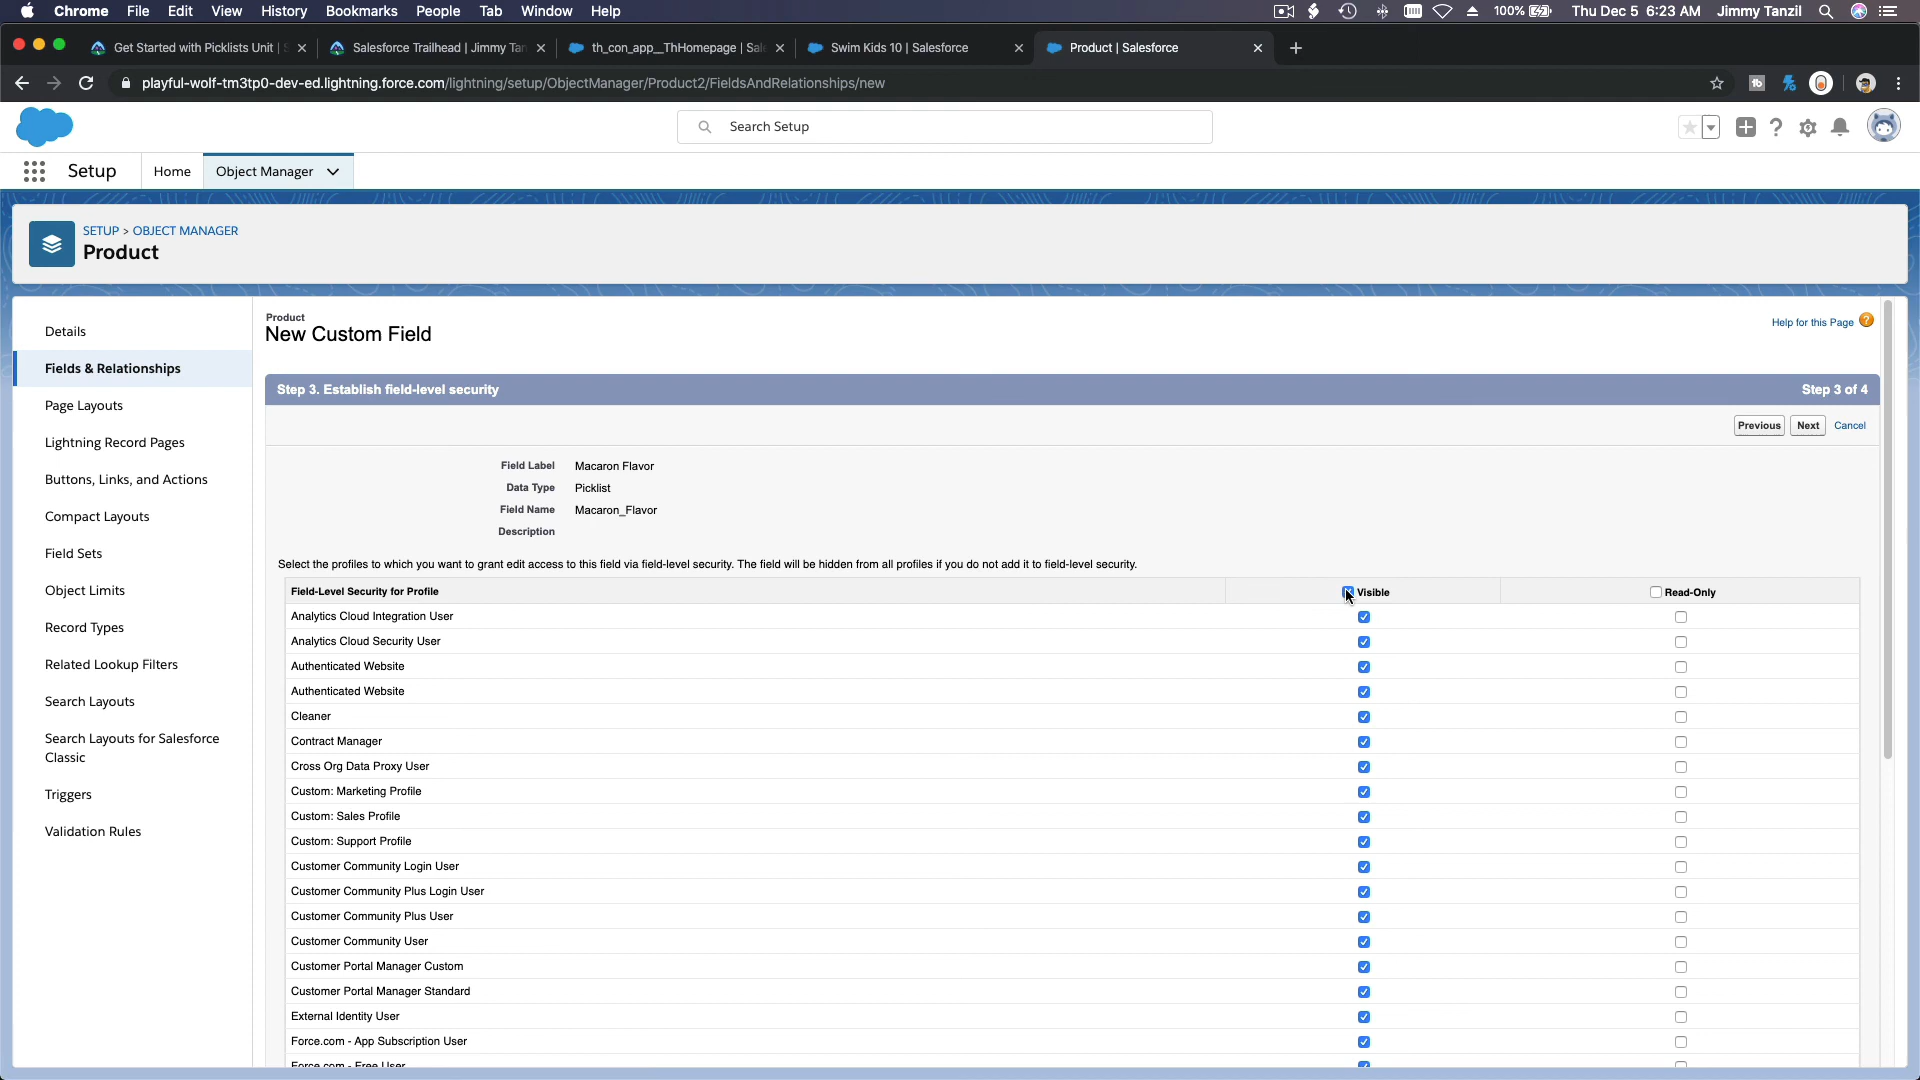 Chrome File Edit View History Bookmarks People Tab Window Help 100% Thu Dec 5 6:23 AM Jimmy Tanzil
Get Started with Picklists Unit | S Salesforce Trailhead | Jimmy Tan th_con_app__ThHomepage | Sale Swim Kids 10 | Salesforce Product | Salesforce
playful-wolf-tm3tp0-dev-ed.lightning.force.com/lightning/setup/ObjectManager/Product2/FieldsAndRelationships/new
Search Setup
Setup Home Object Manager
SETUP > OBJECT MANAGER
Product
Details
Fields & Relationships
Page Layouts
Lightning Record Pages
Buttons, Links, and Actions
Compact Layouts
Field Sets
Object Limits
Record Types
Related Lookup Filters
Search Layouts
Search Layouts for Salesforce
Classic
Triggers
Validation Rules
Product
New Custom Field
Help for this Page ?
Step 3. Establish field-level security Step 3 of 4
Previous Next Cancel
Field Label Macaron Flavor
Data Type Picklist
Field Name Macaron_Flavor
Description
Select the profiles to which you want to grant edit access to this field via field-level security. The field will be hidden from all profiles if you do not add it to field-level security.
Field-Level Security for Profile Visible Read-Only
Analytics Cloud Integration User
Analytics Cloud Security User
Authenticated Website
Authenticated Website
Cleaner
Contract Manager
Cross Org Data Proxy User
Custom: Marketing Profile
Custom: Sales Profile
Custom: Support Profile
Customer Community Login User
Customer Community Plus Login User
Customer Community Plus User
Customer Community User
Customer Portal Manager Custom
Customer Portal Manager Standard
External Identity User
Force.com - App Subscription User
Force.com - Free User